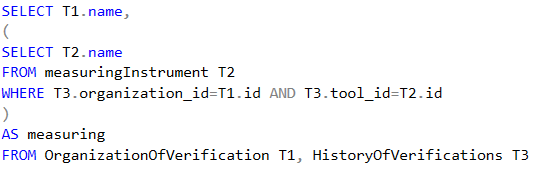 SELECT T1.name,
(
SELECT T2.name
FROM measuringInstrument T2
WHERE T3.organization_id=T1.id AND T3.tool_id=T2.id
)
AS measuring
FROM OrganizationOfVerification T1, HistoryOfVerifications T3